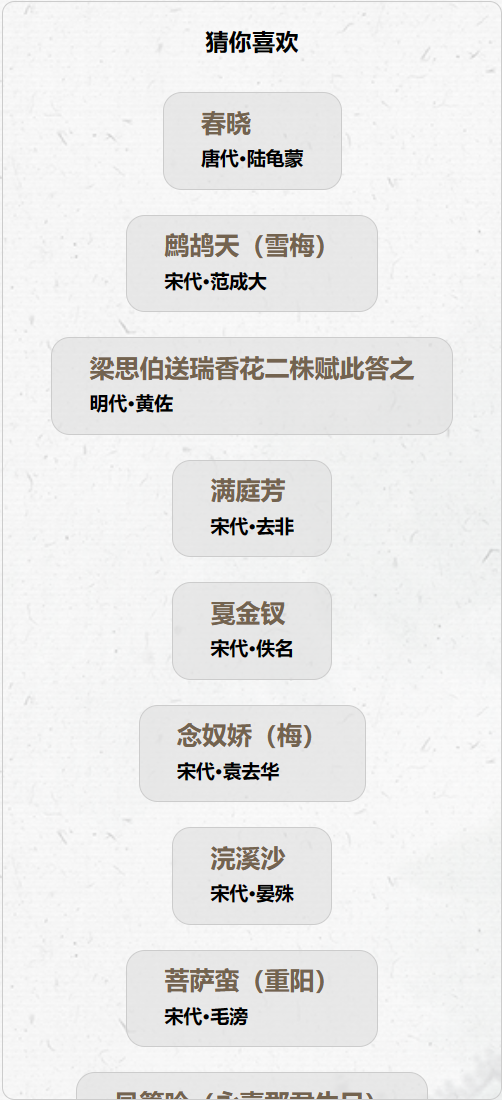 猜你喜欢
春晓
唐代•陆龟蒙
鹧鸪天（雪梅）
宋代•范成大
梁思伯送瑞香花二株赋此答之
明代•黄佐
满庭芳
宋代•去非
戛金钗
宋代•佚名
念奴娇（梅）
宋代•袁去华
浣溪沙
宋代•晏殊
菩萨蛮（重阳）
宋代•毛滂